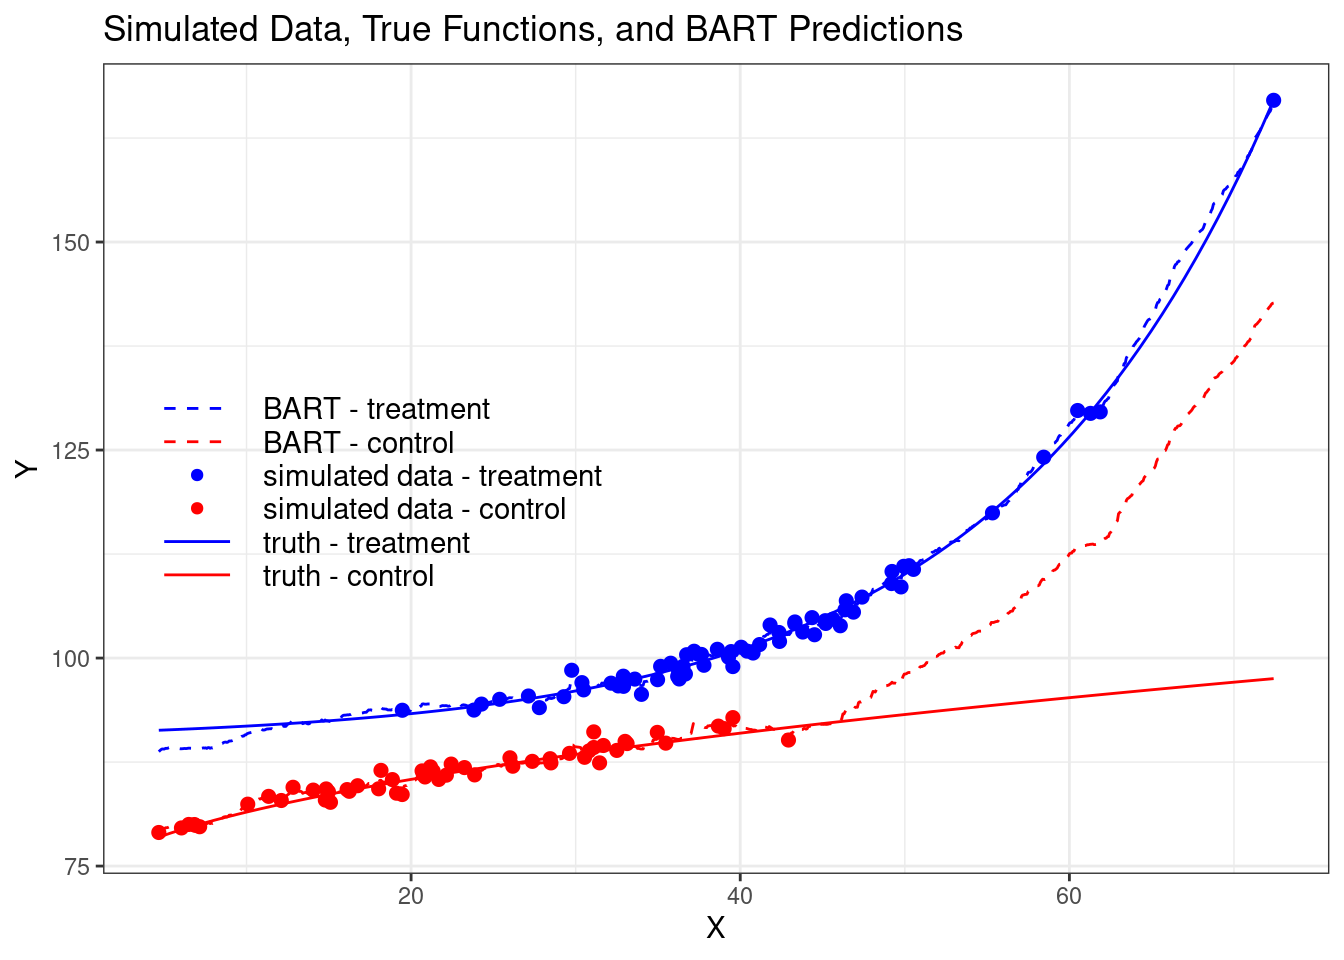 Simulated Data, True Functions, and BART Predictions
150
125
100
75
Y
BART - treatment
BART - control
simulated data - treatment
simulated data - control
truth - treatment
truth - control
20
40
60
X